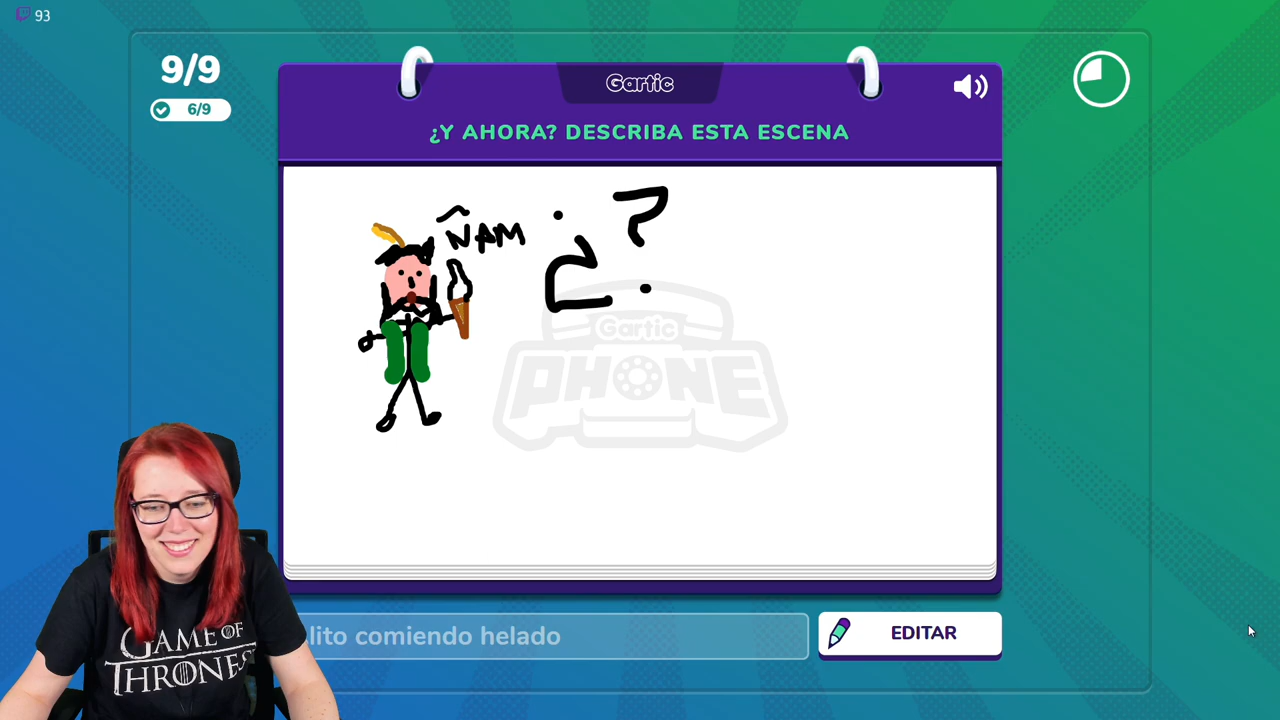 93
9/9
6/9
Gartic
¿Y AHORA? DESCRIBA ESTA ESCENA
ÑAM
¿?
Gartic
PHONE
lito comiendo helado
EDITAR
GAME OF
THRONES